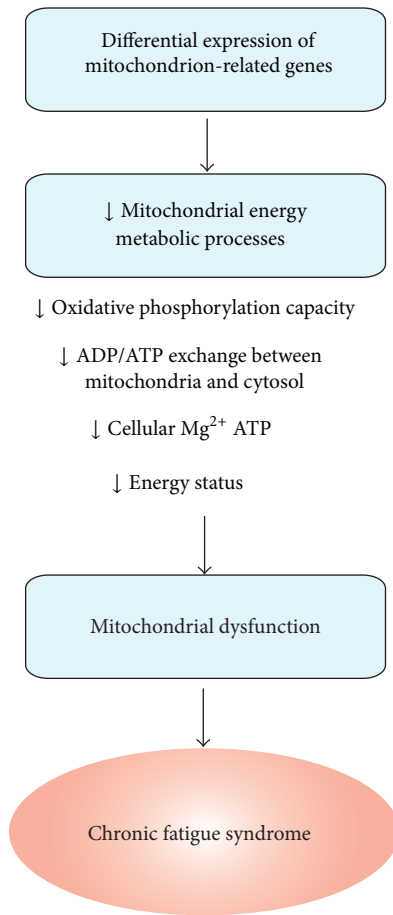 Differential expression of
mitochondrion-related genes
↓ Mitochondrial energy
metabolic processes
↓ Oxidative phosphorylation capacity
↓ ADP/ATP exchange between
mitochondria and cytosol
↓ Cellular Mg²⁺ ATP
↓ Energy status
Mitochondrial dysfunction
Chronic fatigue syndrome